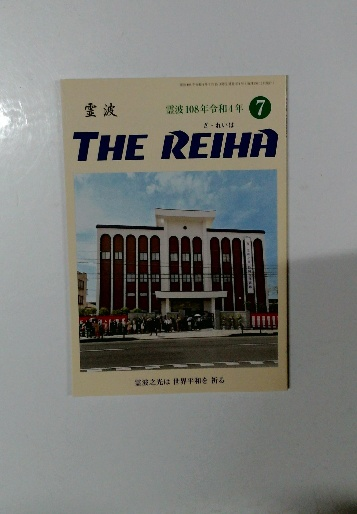 霊波
霊波108年令和4年 7
ざ・れいは
THE REIHA
霊波之光は 世界平和を 祈る